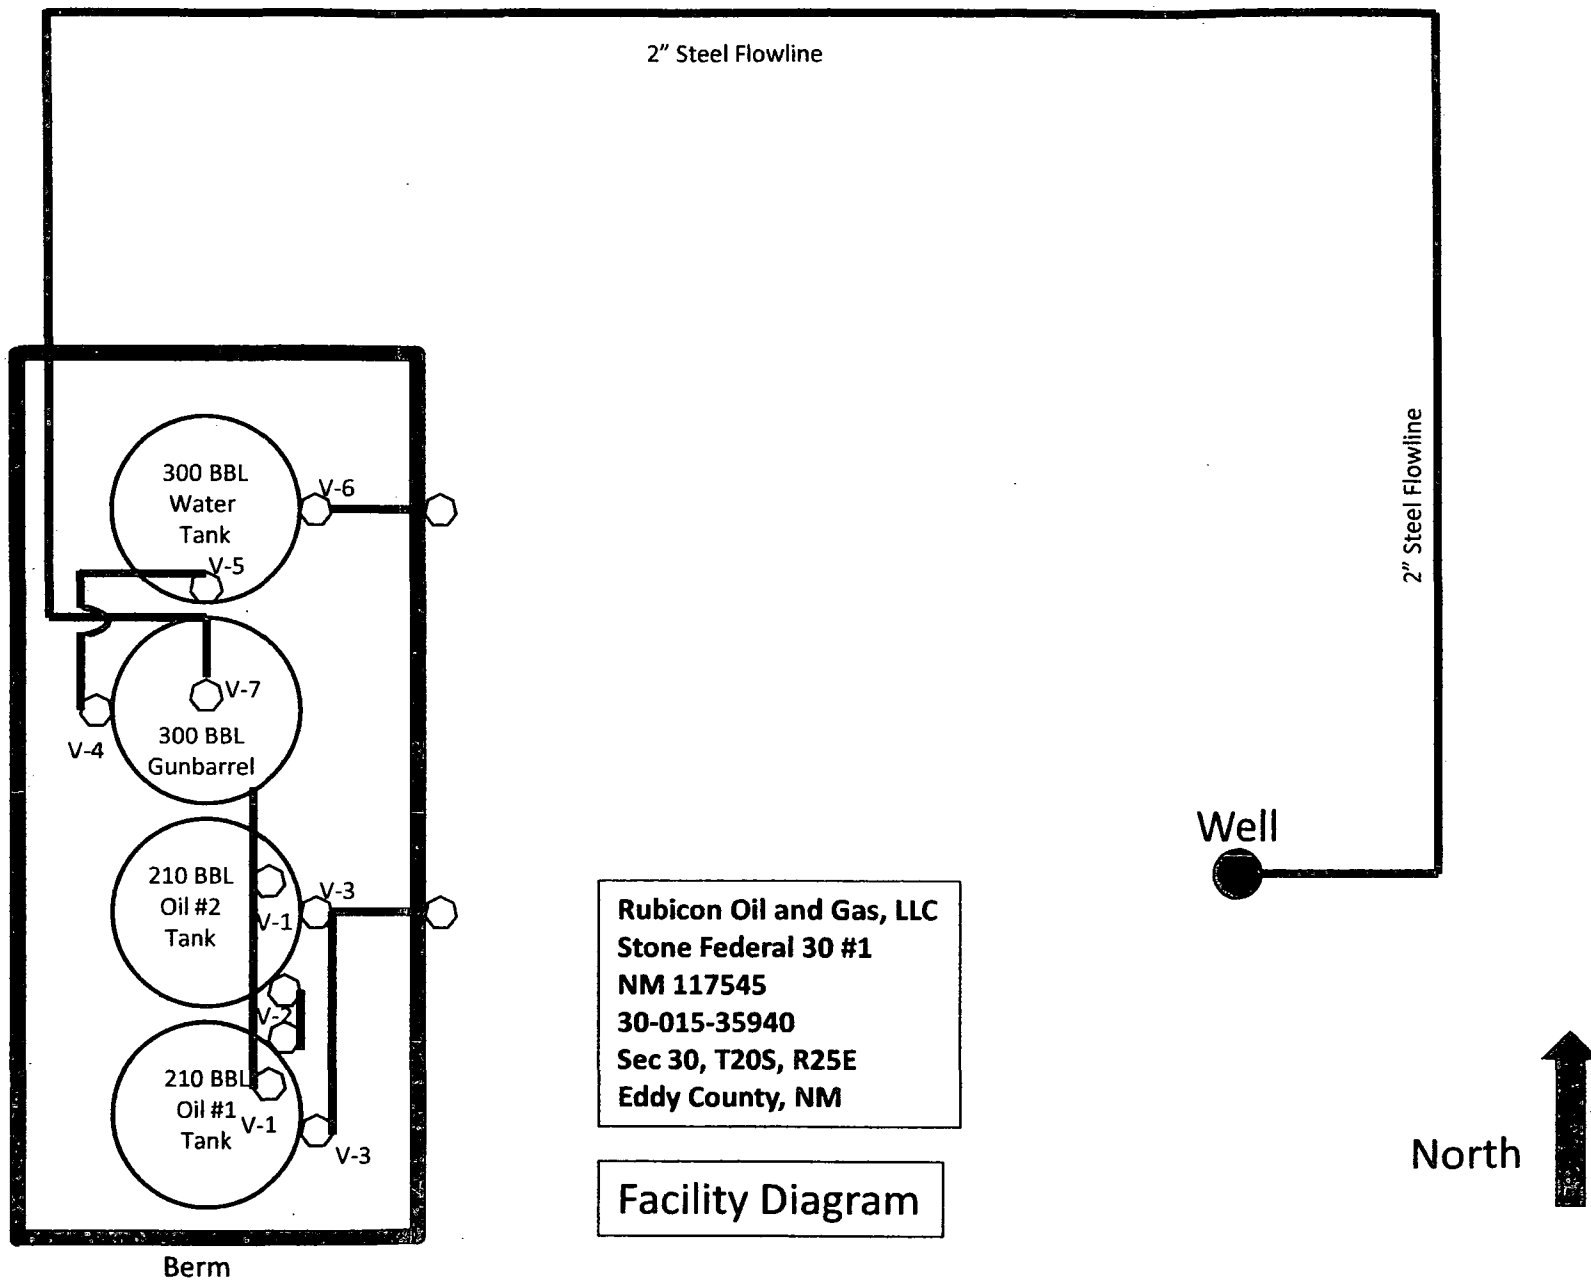 2" Steel Flowline
2" Steel Flowline
300 BBL
Water
Tank
V-6
V-5
V-7
V-4
300 BBL
Gunbarrel
210 BBL
Oil #2
Tank
V-3
V-1
V-2
210 BBL
Oil #1
Tank
V-1
V-3
Berm
Well
Rubicon Oil and Gas, LLC
Stone Federal 30 #1
NM 117545
30-015-35940
Sec 30, T20S, R25E
Eddy County, NM
Facility Diagram
North